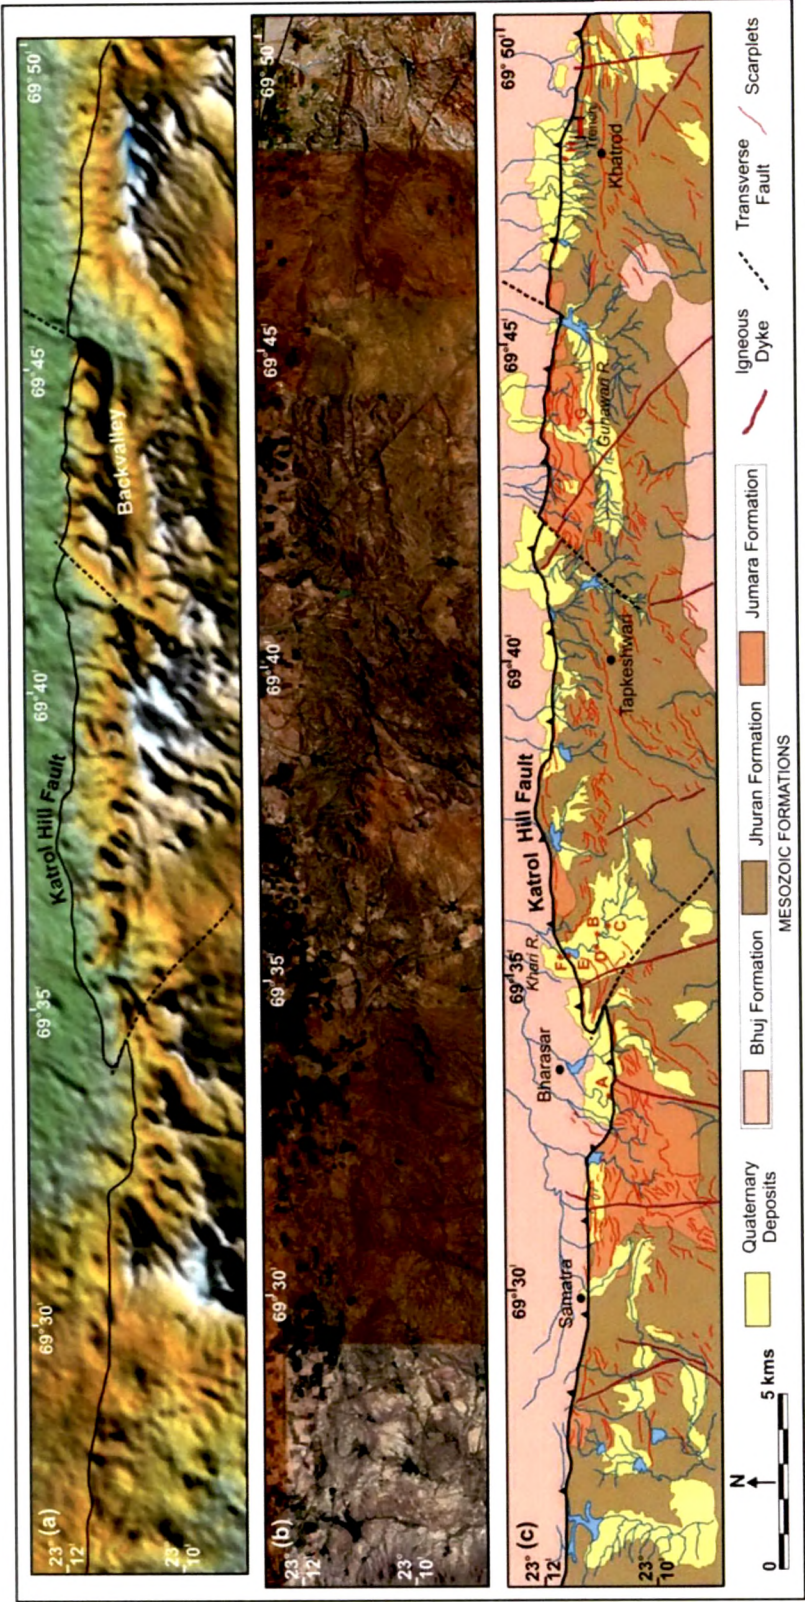 (a)
23°
12'
23°
10'
69° 30'
69° 35'
69° 40'
69° 45'
69° 50'
Katrol Hill Fault
Backvalley
(b)
23°
12'
23°
10'
69° 30'
69° 35'
69° 40'
69° 45'
69° 50'
(c)
23°
12'
23°
10'
69° 30'
69° 35'
69° 40'
69° 45'
69° 50'
Samatra
Bharasar
Khari R.
Katrol Hill Fault
Tapkeshwari
Gunawari R.
Khatrod
Trench
A
F
E
D
B
C
G
H
N
0
5 kms
Quaternary
Deposits
Bhuj Formation
Jhuran Formation
Jumara Formation
MESOZOIC FORMATIONS
Igneous
Dyke
Transverse
Fault
Scarplets